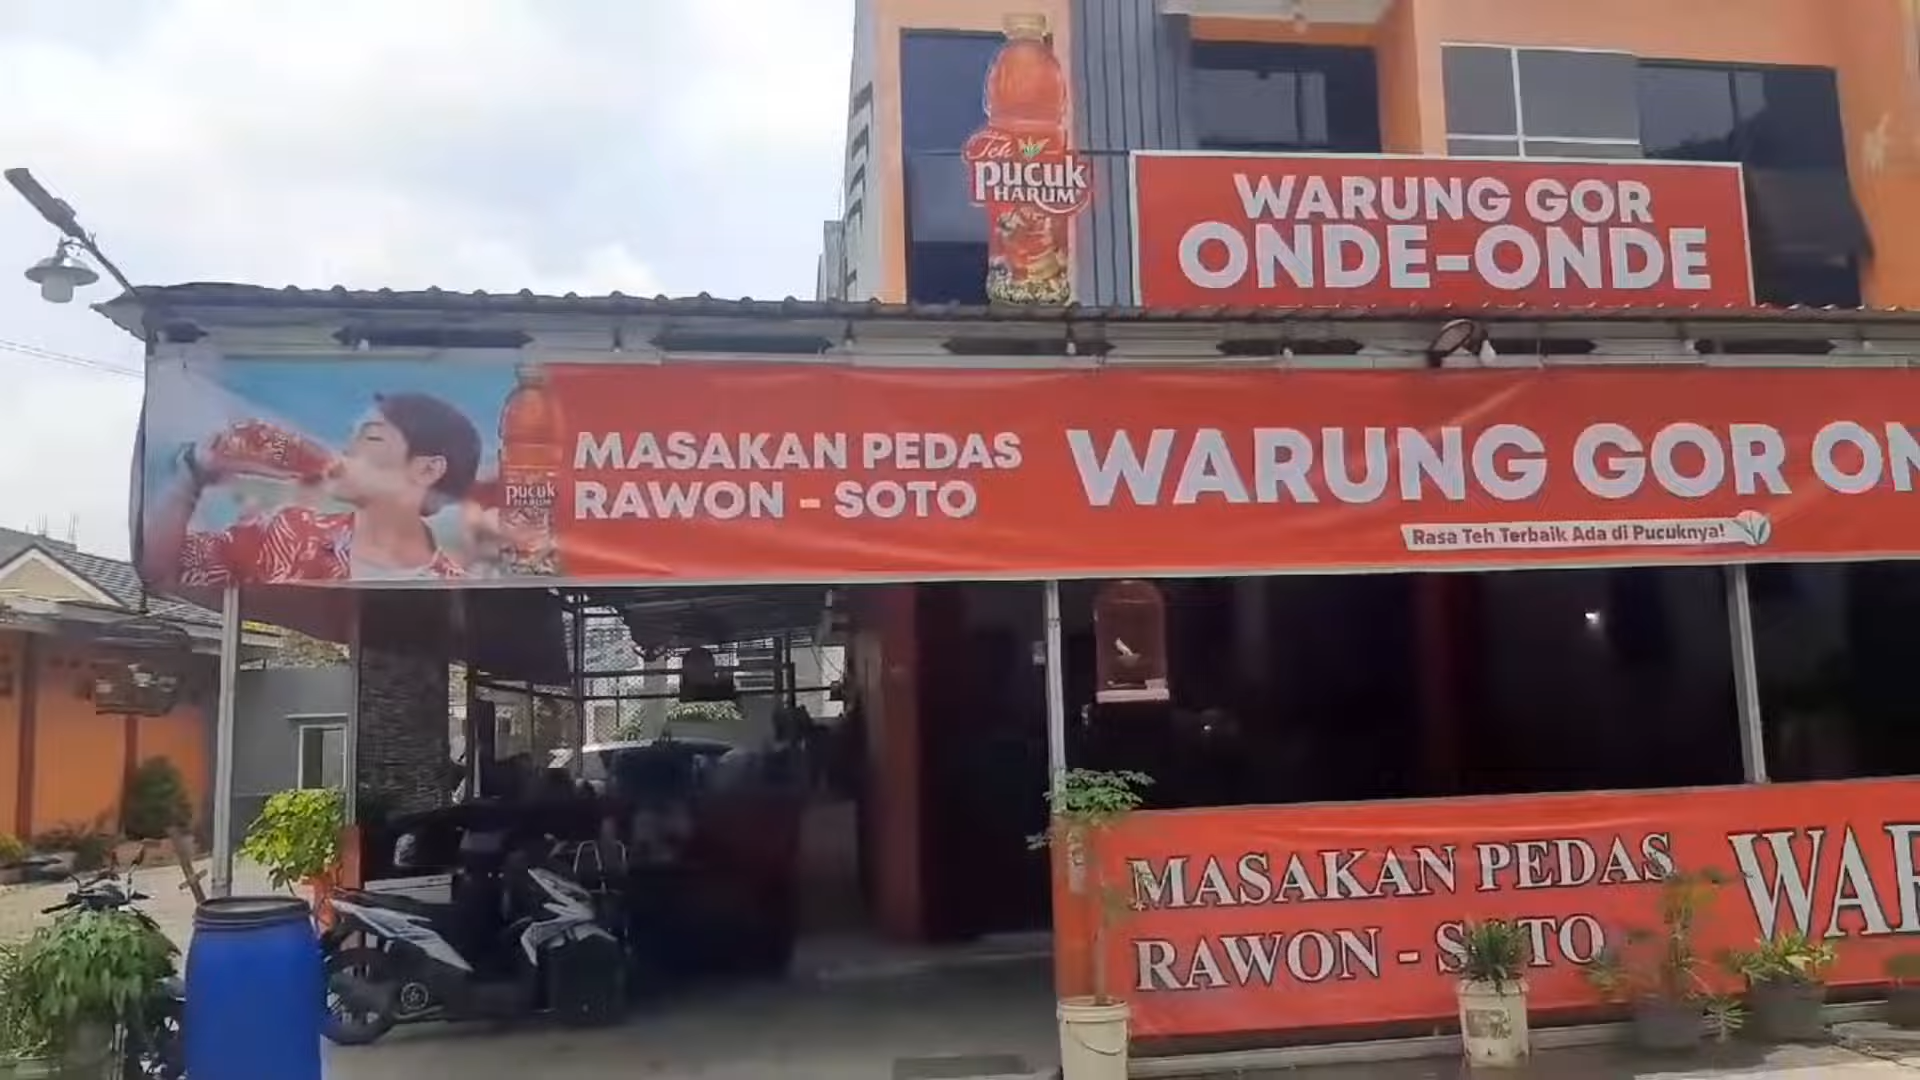 Teh
pucuk
HARUM
WARUNG GOR
ONDE-ONDE
pucuk
HARUM
MASAKAN PEDAS
RAWON - SOTO
WARUNG GOR ON
Rasa Teh Terbaik Ada di Pucuknya!
MASAKAN PEDAS
RAWON - SOTO
WAR